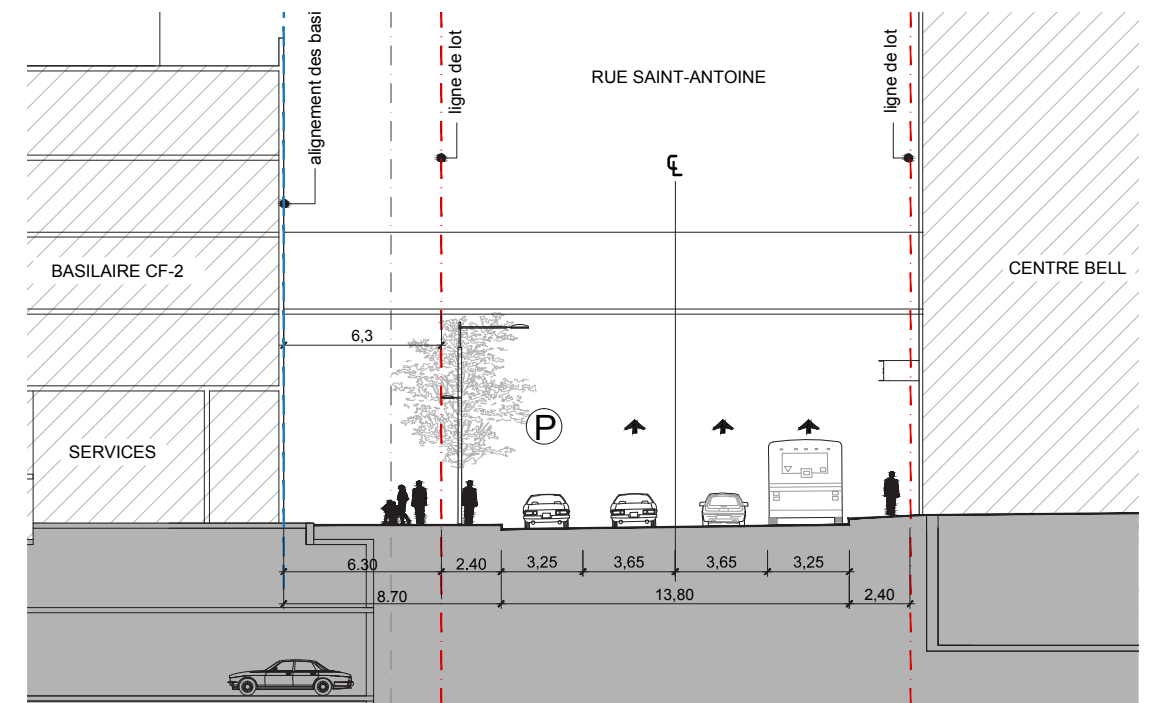 alignement des basi
ligne de lot
RUE SAINT-ANTOINE
ligne de lot
℄
BASILAIRE CF-2
CENTRE BELL
6,3
P
SERVICES
6.30 2.40 3,25 3,65 3,65 3,25
8.70 13,80 2,40